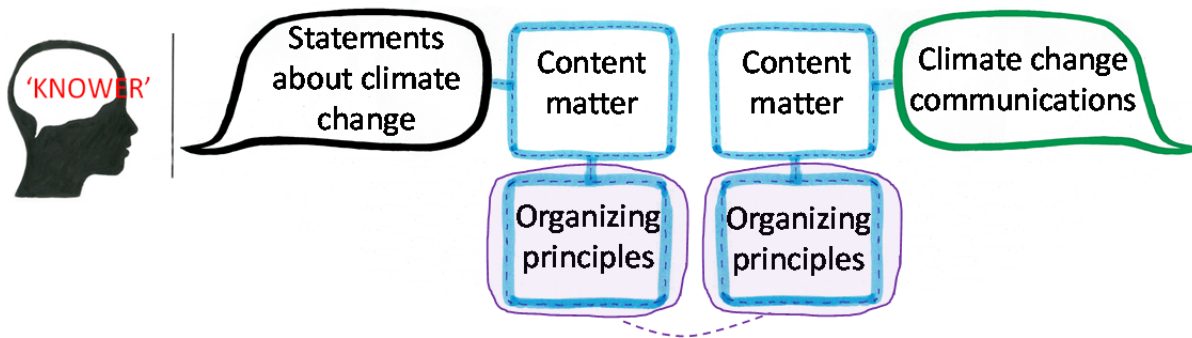 ‘KNOWER’
Statements
about climate
change
Content
matter
Content
matter
Climate change
communications
Organizing
principles
Organizing
principles